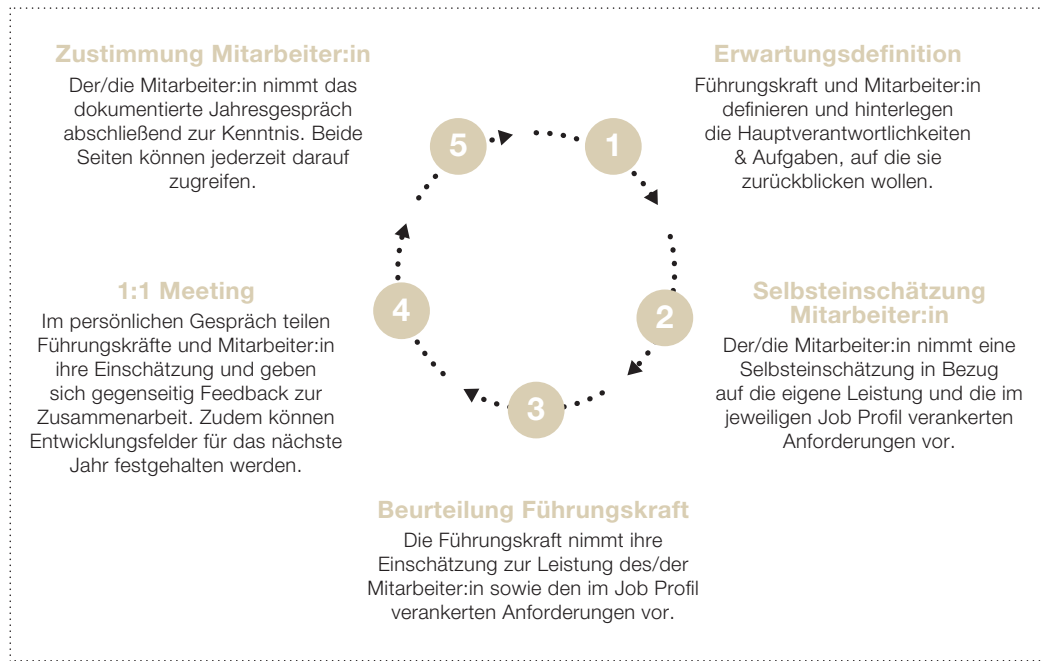 Zustimmung Mitarbeiter:in
Der/die Mitarbeiter:in nimmt das
dokumentierte Jahresgespräch
abschließend zur Kenntnis. Beide
Seiten können jederzeit darauf
zugreifen.
5
1
Erwartungsdefinition
Führungskraft und Mitarbeiter:in
definieren und hinterlegen
die Hauptverantwortlichkeiten
& Aufgaben, auf die sie
zurückblicken wollen.
1:1 Meeting
Im persönlichen Gespräch teilen
Führungskräfte und Mitarbeiter:in
ihre Einschätzung und geben
sich gegenseitig Feedback zur
Zusammenarbeit. Zudem können
Entwicklungsfelder für das nächste
Jahr festgehalten werden.
4
2
Selbsteinschätzung
Mitarbeiter:in
Der/die Mitarbeiter:in nimmt eine
Selbsteinschätzung in Bezug
auf die eigene Leistung und die im
jeweiligen Job Profil verankerten
Anforderungen vor.
3
Beurteilung Führungskraft
Die Führungskraft nimmt ihre
Einschätzung zur Leistung des/der
Mitarbeiter:in sowie den im Job Profil
verankerten Anforderungen vor.